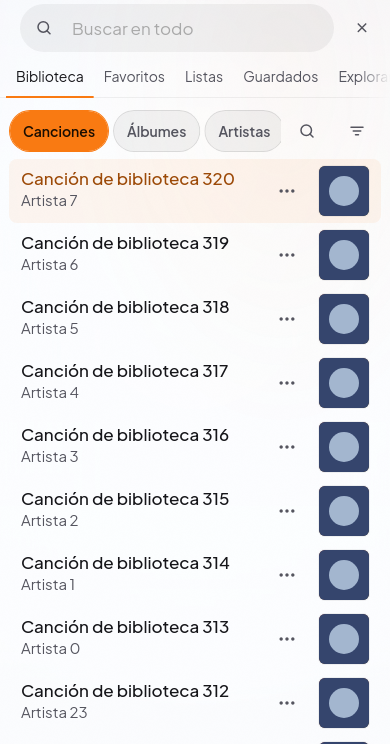 Buscar en todo
Biblioteca Favoritos Listas Guardados Explora
Canciones Álbumes Artistas
Canción de biblioteca 320
Artista 7
Canción de biblioteca 319
Artista 6
Canción de biblioteca 318
Artista 5
Canción de biblioteca 317
Artista 4
Canción de biblioteca 316
Artista 3
Canción de biblioteca 315
Artista 2
Canción de biblioteca 314
Artista 1
Canción de biblioteca 313
Artista 0
Canción de biblioteca 312
Artista 23